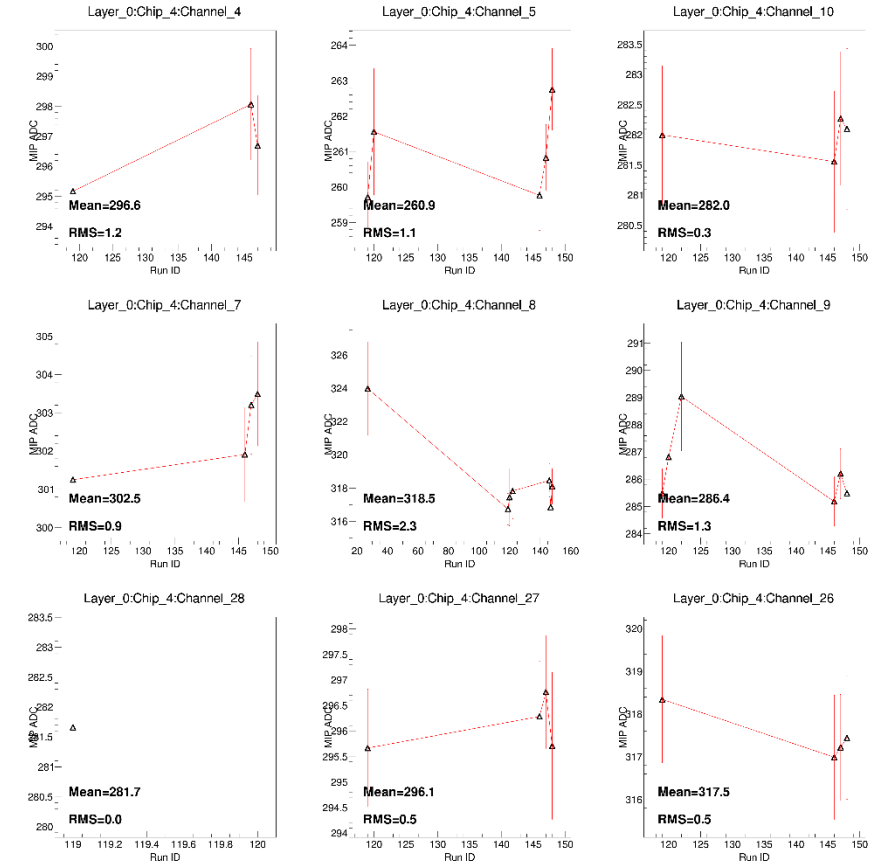 Layer_0:Chip_4:Channel_4
MIP ADC
300
299
298
297
296
295
294
Mean=296.6
RMS=1.2
120 125 130 135 140 145
Run ID
Layer_0:Chip_4:Channel_5
MIP ADC
264
263
262
261
260
259
Mean=260.9
RMS=1.1
120 125 130 135 140 145 150
Run ID
Layer_0:Chip_4:Channel_10
MIP ADC
283.5
283
282.5
282
281.5
281
280.5
Mean=282.0
RMS=0.3
120 125 130 135 140 145 150
Run ID
Layer_0:Chip_4:Channel_7
MIP ADC
305
304
303
302
301
300
Mean=302.5
RMS=0.9
120 125 130 135 140 145 150
Run ID
Layer_0:Chip_4:Channel_8
MIP ADC
326
324
322
320
318
316
Mean=318.5
RMS=2.3
20 40 60 80 100 120 140 160
Run ID
Layer_0:Chip_4:Channel_9
MIP ADC
291
290
289
288
287
286
285
284
Mean=286.4
RMS=1.3
120 125 130 135 140 145 150
Run ID
Layer_0:Chip_4:Channel_28
MIP ADC
283.5
283
282.5
282
281.5
281
280.5
280
Mean=281.7
RMS=0.0
119 119.2 119.4 119.6 119.8 120
Run ID
Layer_0:Chip_4:Channel_27
MIP ADC
298
297.5
297
296.5
296
295.5
295
294.5
294
Mean=296.1
RMS=0.5
120 125 130 135 140 145 150
Run ID
Layer_0:Chip_4:Channel_26
MIP ADC
320
319
318
317
316
Mean=317.5
RMS=0.5
120 125 130 135 140 145 150
Run ID